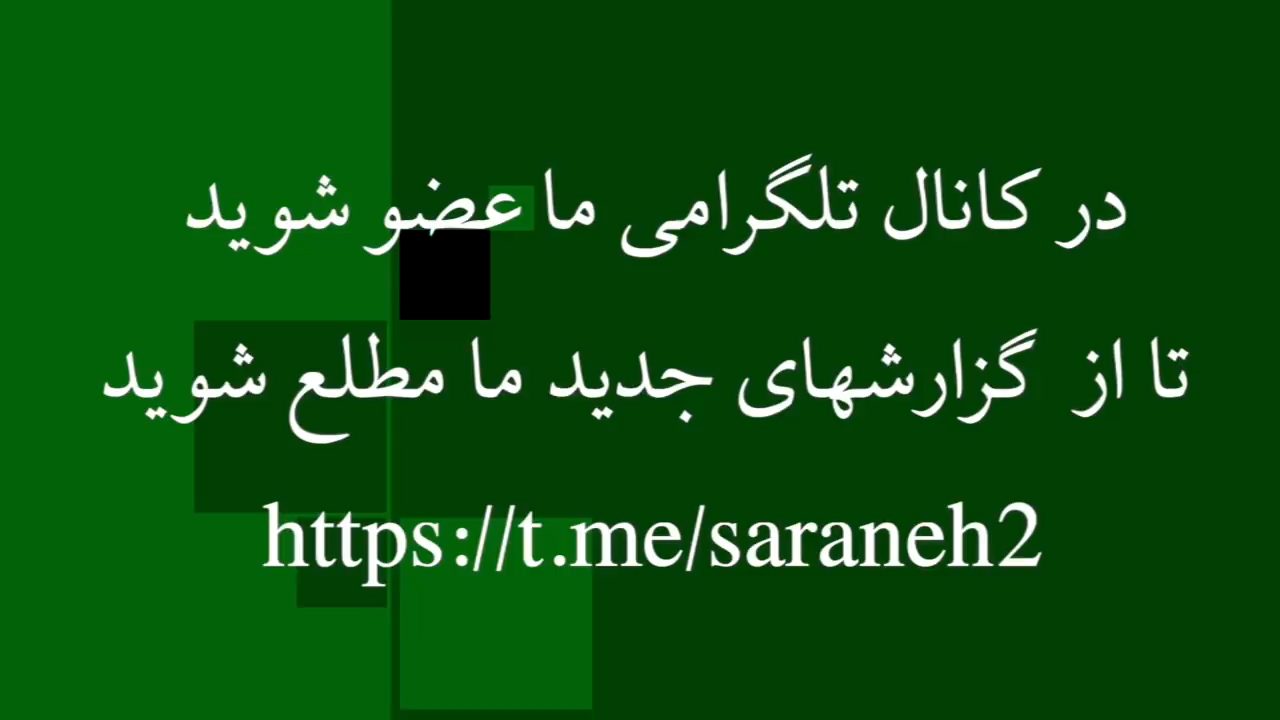 در کانال تلگرامی ما عضو شوید
تا از گزارشهای جدید ما مطلع شوید
https://t.me/saraneh2